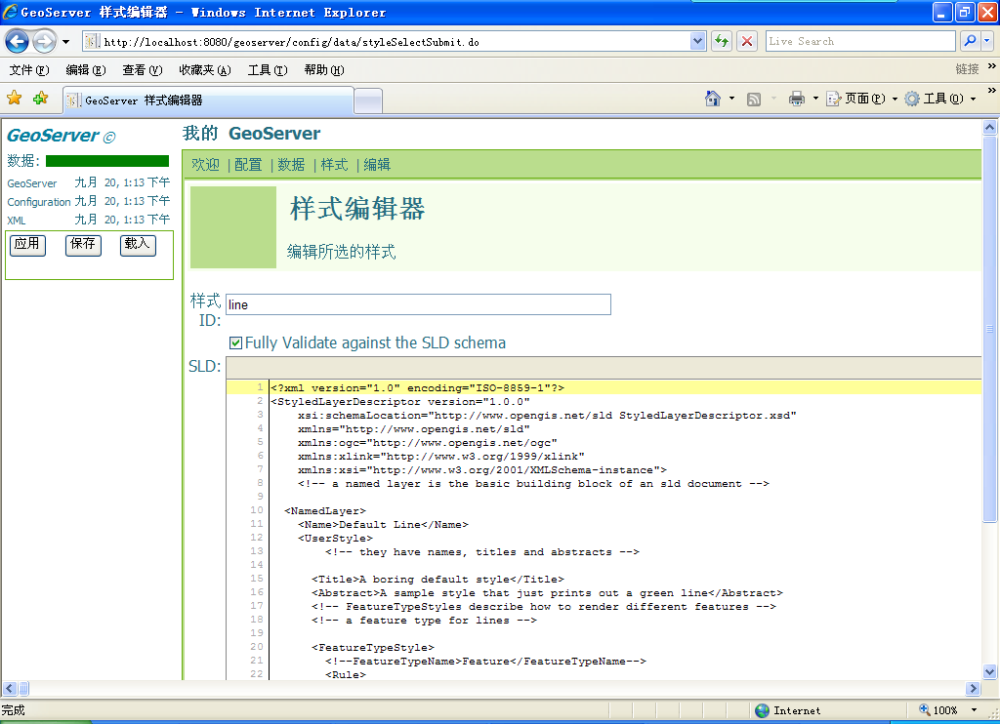 GeoServer 样式编辑器 - Windows Internet Explorer
http://localhost:8080/geoserver/config/data/styleSelectSubmit.do
Live Search
文件(F) 编辑(E) 查看(V) 收藏夹(A) 工具(T) 帮助(H)
链接 »
GeoServer 样式编辑器
页面(P) 工具(O) »
GeoServer ©
数据:
GeoServer 九月 20, 1:13 下午
Configuration 九月 20, 1:13 下午
XML 九月 20, 1:13 下午
应用 保存 载入
我的 GeoServer
欢迎 | 配置 | 数据 | 样式 | 编辑
样式编辑器
编辑所选的样式
样式 ID: line
Fully Validate against the SLD schema
SLD:
1 <?xml version="1.0" encoding="ISO-8859-1"?>
2 <StyledLayerDescriptor version="1.0.0"
3 xsi:schemaLocation="http://www.opengis.net/sld StyledLayerDescriptor.xsd"
4 xmlns="http://www.opengis.net/sld"
5 xmlns:ogc="http://www.opengis.net/ogc"
6 xmlns:xlink="http://www.w3.org/1999/xlink"
7 xmlns:xsi="http://www.w3.org/2001/XMLSchema-instance">
8 <!-- a named layer is the basic building block of an sld document -->
9
10 <NamedLayer>
11 <Name>Default Line</Name>
12 <UserStyle>
13 <!-- they have names, titles and abstracts -->
14
15 <Title>A boring default style</Title>
16 <Abstract>A sample style that just prints out a green line</Abstract>
17 <!-- FeatureTypeStyles describe how to render different features -->
18 <!-- a feature type for lines -->
19
20 <FeatureTypeStyle>
21 <!--FeatureTypeName>Feature</FeatureTypeName-->
22 <Rule>
完成
Internet
100%